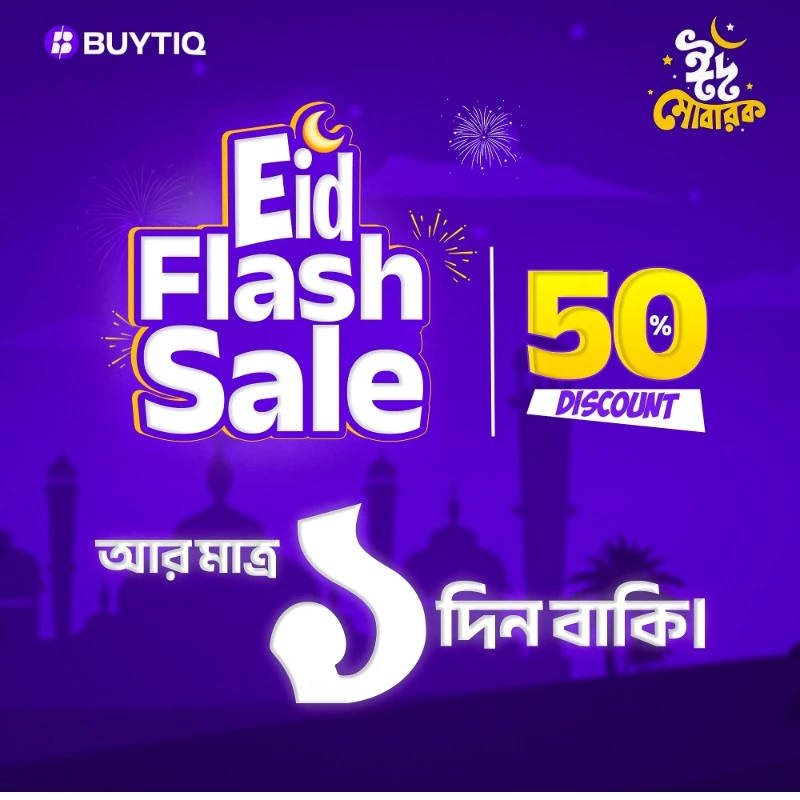 BUYTIQ
ঈদ
মোবারক
Eid
Flash
Sale
50%
DISCOUNT
আর মাত্র ১ দিন বাকি।